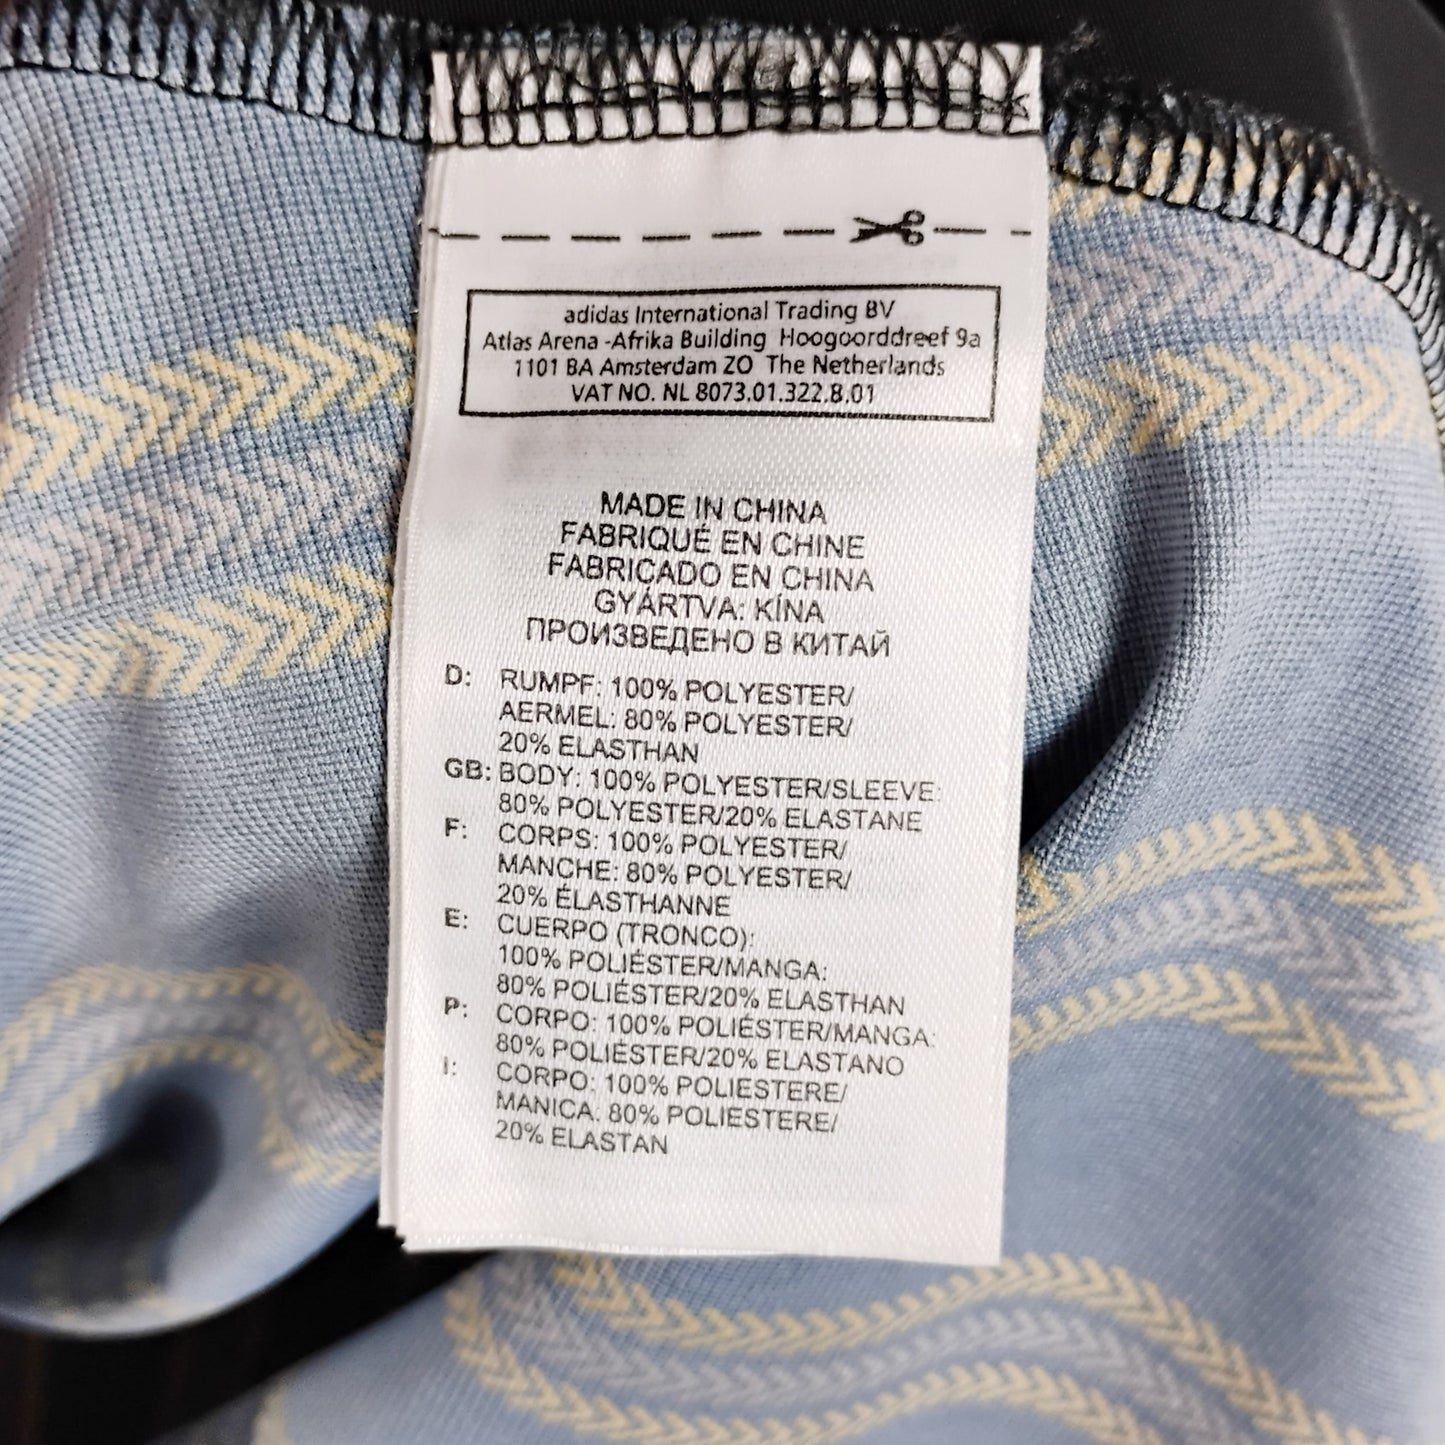 adidas International Trading BV
Atlas Arena -Afrika Building Hoogoorddreef 9a
1101 BA Amsterdam ZO The Netherlands
VAT NO. NL 8073.01.322.B.01
MADE IN CHINA
FABRIQUÉ EN CHINE
FABRICADO EN CHINA
GYÁRTVA: KÍNA
ПРОИЗВЕДЕНО В КИТАЙ
D: RUMPF: 100% POLYESTER/
AERMEL: 80% POLYESTER/
20% ELASTHAN
GB: BODY: 100% POLYESTER/SLEEVE:
80% POLYESTER/20% ELASTANE
F: CORPS: 100% POLYESTER/
MANCHE: 80% POLYESTER/
20% ÉLASTHANNE
E: CUERPO (TRONCO):
100% POLIÉSTER/MANGA:
80% POLIÉSTER/20% ELASTHAN
P: CORPO: 100% POLIÉSTER/MANGA:
80% POLIÉSTER/20% ELASTANO
I: CORPO: 100% POLIESTERE/
MANICA: 80% POLIESTERE/
20% ELASTAN